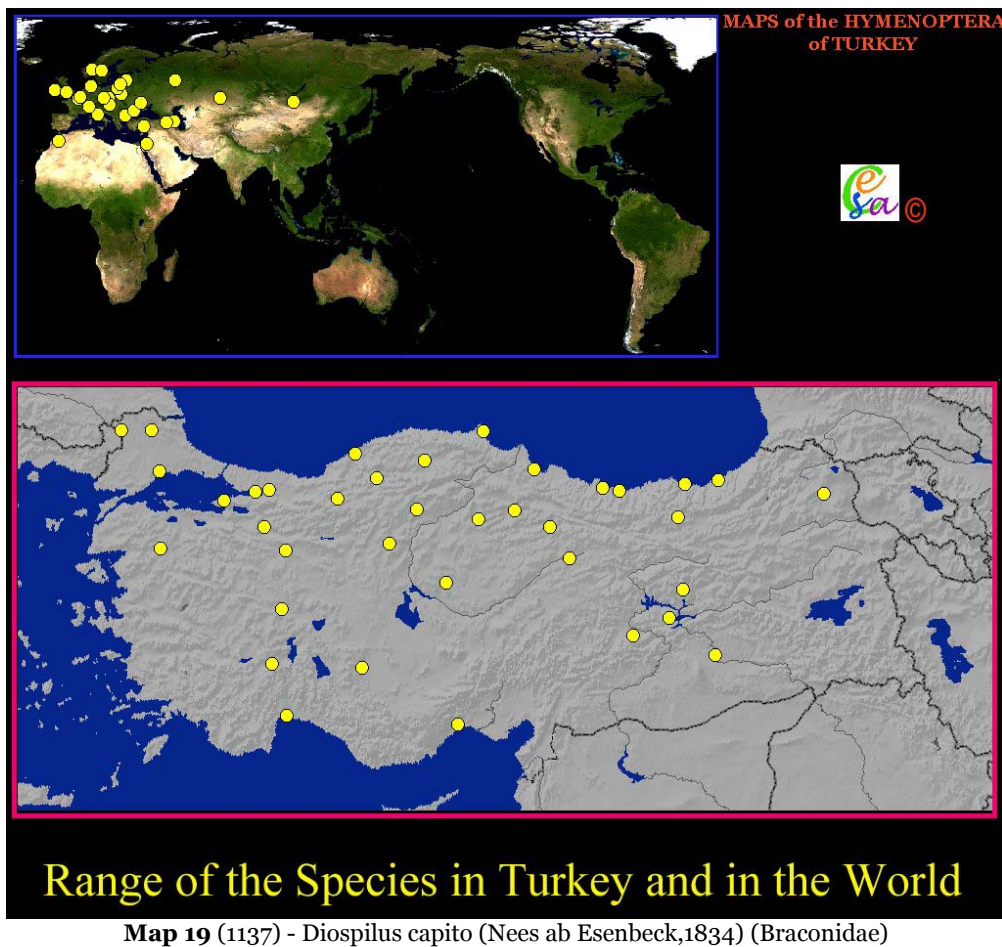 MAPS of the HYMENOPTERA
of TURKEY
Cesa ©
Range of the Species in Turkey and in the World
Map 19 (1137) - Diospilus capito (Nees ab Esenbeck,1834) (Braconidae)